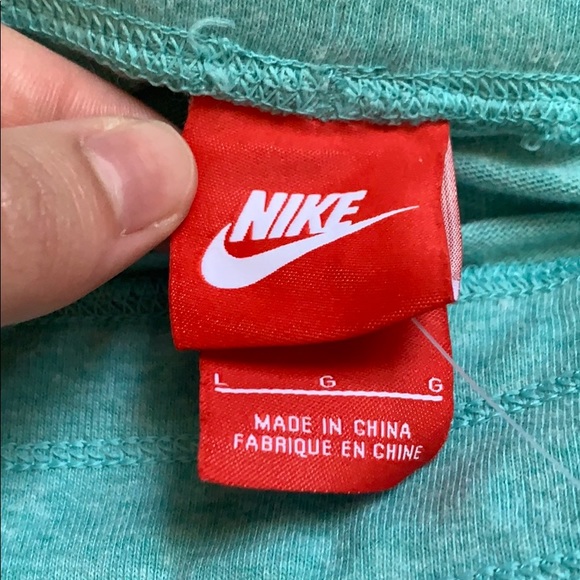 NIKE
L G G
MADE IN CHINA
FABRIQUE EN CHINE